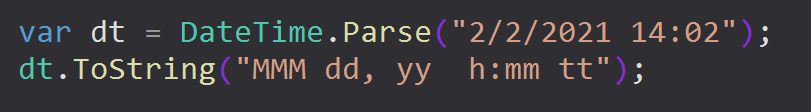 var dt = DateTime.Parse("2/2/2021 14:02");
dt.ToString("MMM dd, yy  h:mm tt");